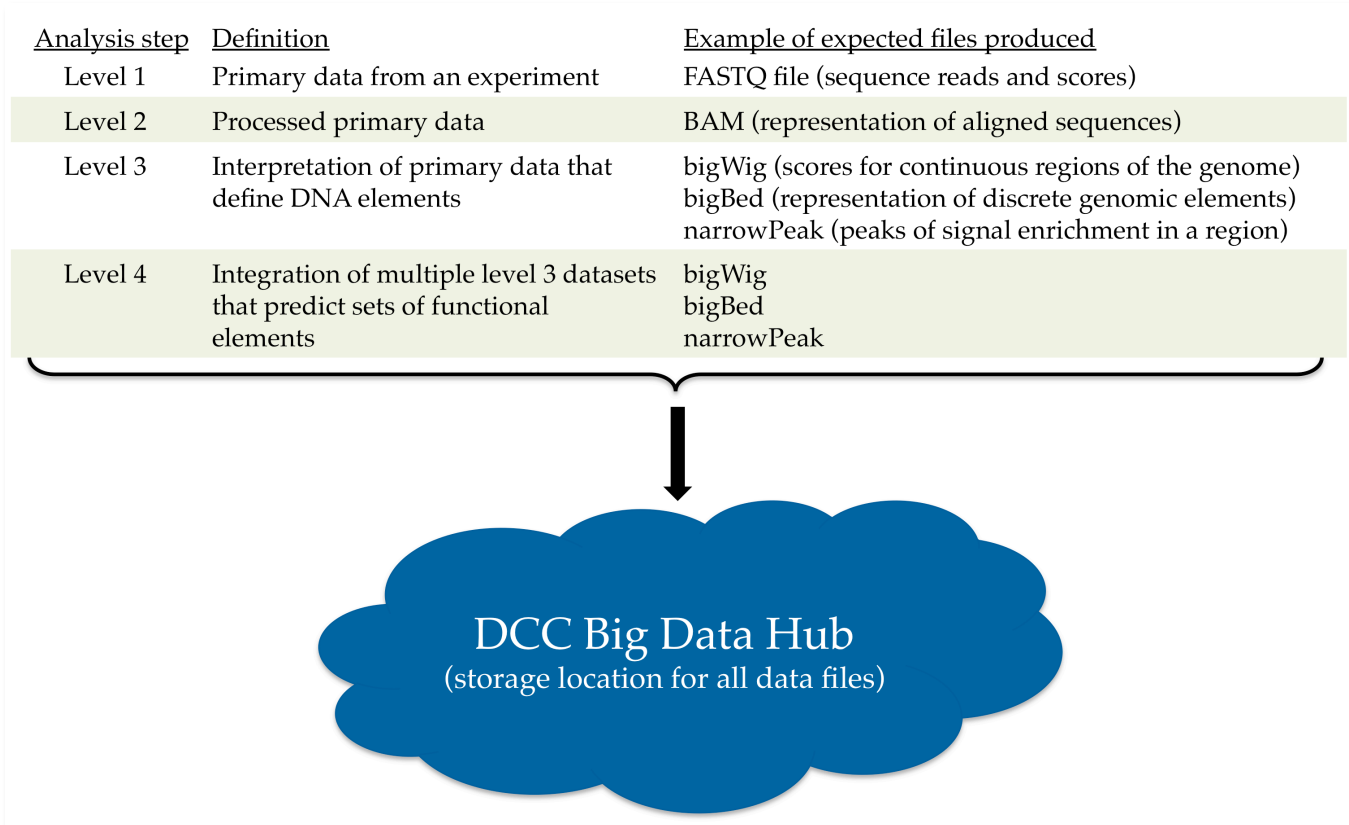 Analysis step Definition Example of expected files produced
Level 1 Primary data from an experiment FASTQ file (sequence reads and scores)
Level 2 Processed primary data BAM (representation of aligned sequences)
Level 3 Interpretation of primary data that bigWig (scores for continuous regions of the genome)
define DNA elements bigBed (representation of discrete genomic elements)
narrowPeak (peaks of signal enrichment in a region)
Level 4 Integration of multiple level 3 datasets bigWig
that predict sets of functional bigBed
elements narrowPeak
DCC Big Data Hub
(storage location for all data files)